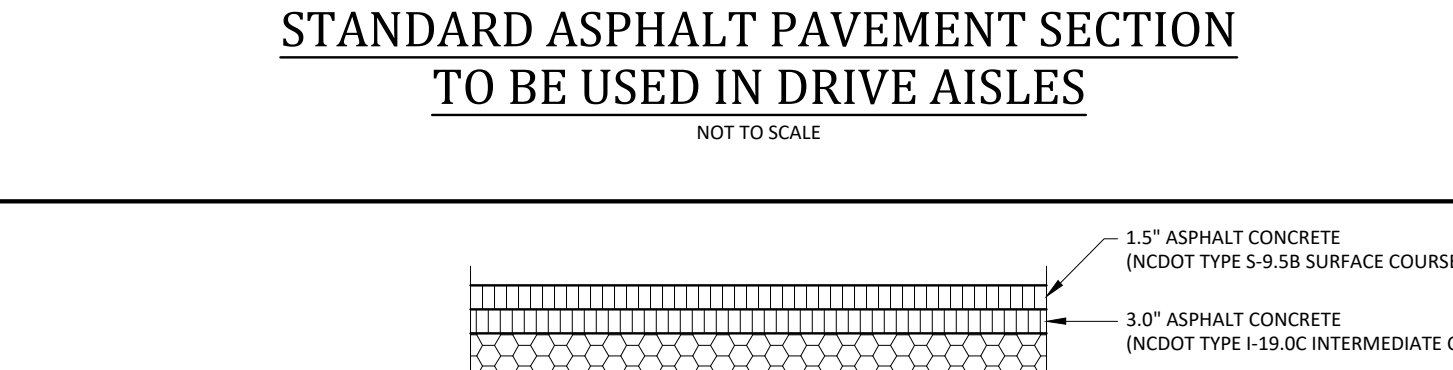 STANDARD ASPHALT PAVEMENT SECTION
TO BE USED IN DRIVE AISLES
NOT TO SCALE
1.5" ASPHALT CONCRETE
(NCDOT TYPE S-9.5B SURFACE COURSE
3.0" ASPHALT CONCRETE
(NCDOT TYPE I-19.0C INTERMEDIATE